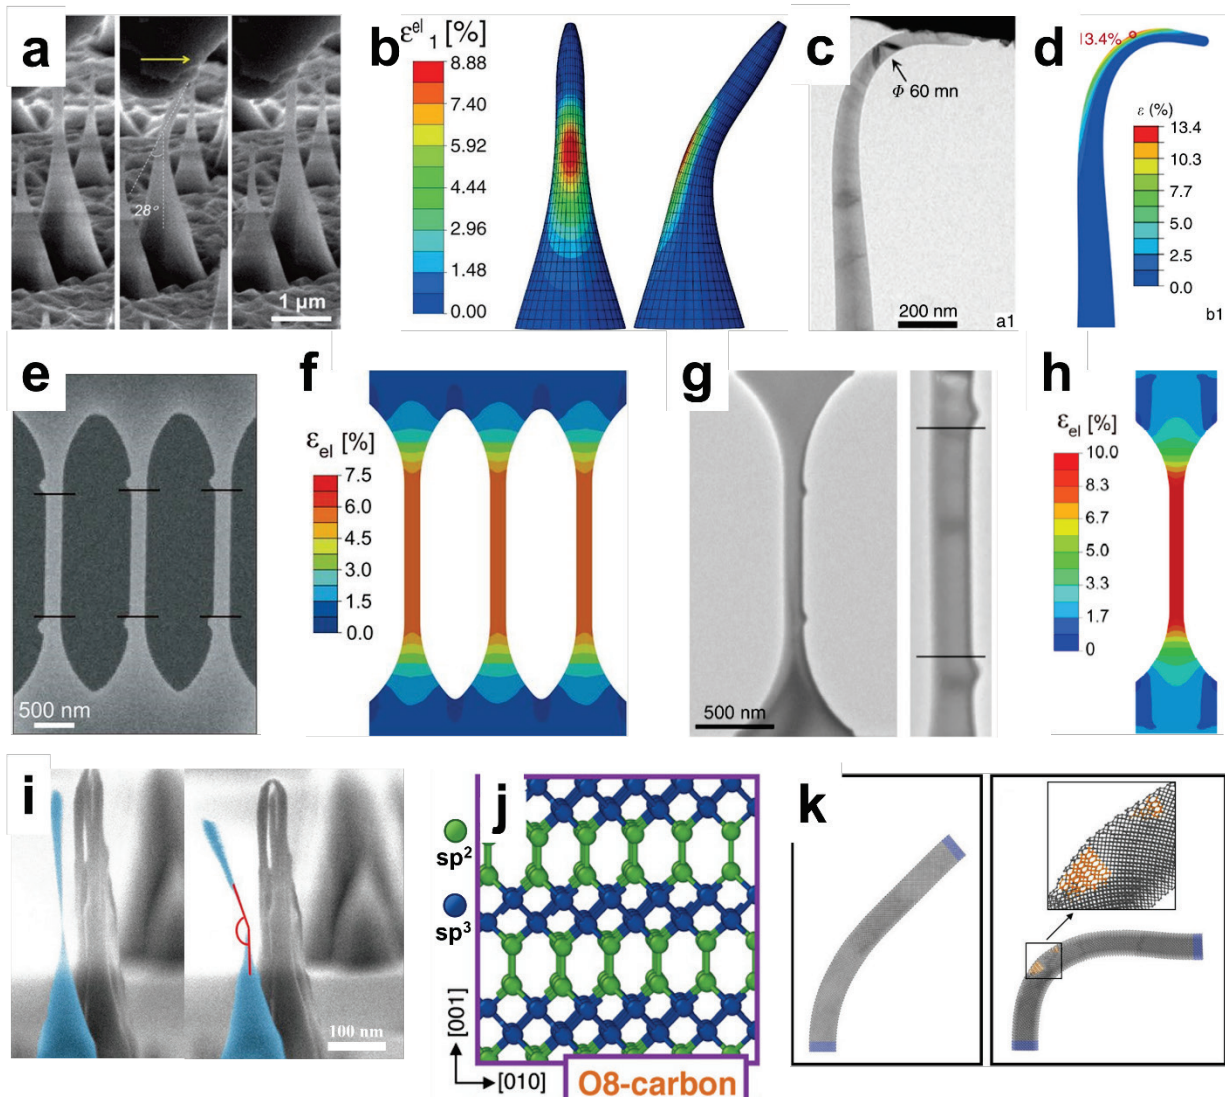 a
28°
1 μm
b
ε^el_1 [%]
8.88
7.40
5.92
4.44
2.96
1.48
0.00
c
Φ 60 mn
200 nm
a1
d
13.4%
ε (%)
13.4
10.3
7.7
5.0
2.5
0.0
b1
e
500 nm
f
ε_el [%]
7.5
6.0
4.5
3.0
1.5
0.0
g
500 nm
h
ε_el [%]
10.0
8.3
6.7
5.0
3.3
1.7
0
i
100 nm
j
sp²
sp³
[001]
[010]
O8-carbon
k